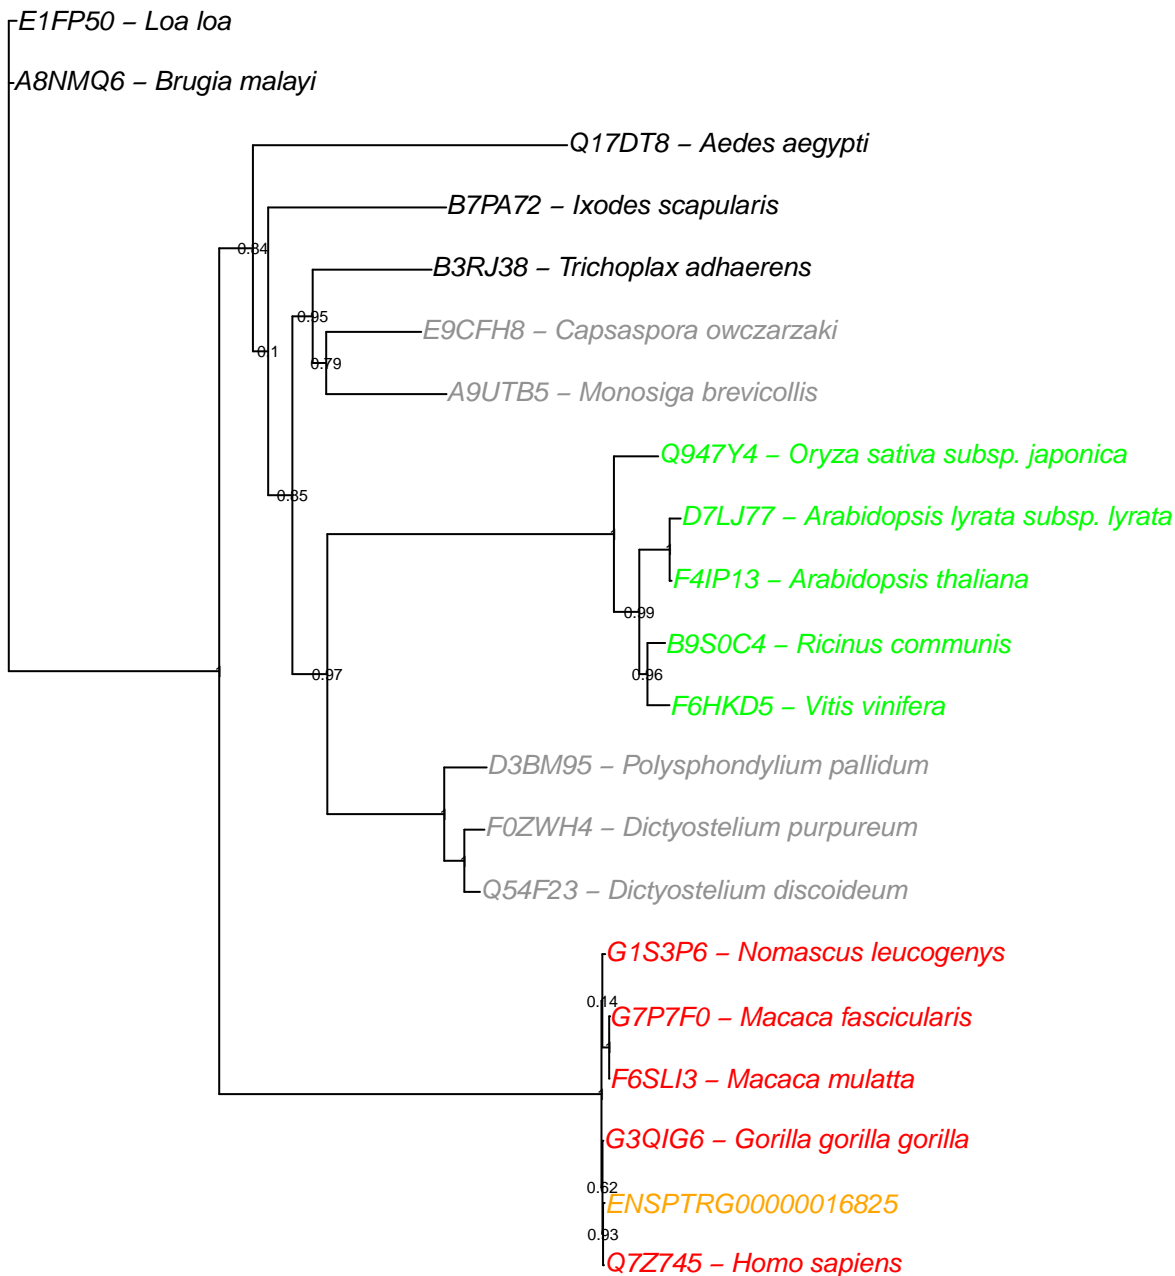 E1FP50 – Loa loa
A8NMQ6 – Brugia malayi
Q17DT8 – Aedes aegypti
B7PA72 – Ixodes scapularis
0.84
B3RJ38 – Trichoplax adhaerens
0.95
E9CFH8 – Capsaspora owczarzaki
0.1
0.79
A9UTB5 – Monosiga brevicollis
Q947Y4 – Oryza sativa subsp. japonica
0.85
D7LJ77 – Arabidopsis lyrata subsp. lyrata
F4IP13 – Arabidopsis thaliana
0.99
B9S0C4 – Ricinus communis
0.97
0.96
F6HKD5 – Vitis vinifera
D3BM95 – Polysphondylium pallidum
F0ZWH4 – Dictyostelium purpureum
Q54F23 – Dictyostelium discoideum
G1S3P6 – Nomascus leucogenys
0.14
G7P7F0 – Macaca fascicularis
F6SLI3 – Macaca mulatta
G3QIG6 – Gorilla gorilla gorilla
0.62
ENSPTRG00000016825
0.93
Q7Z745 – Homo sapiens